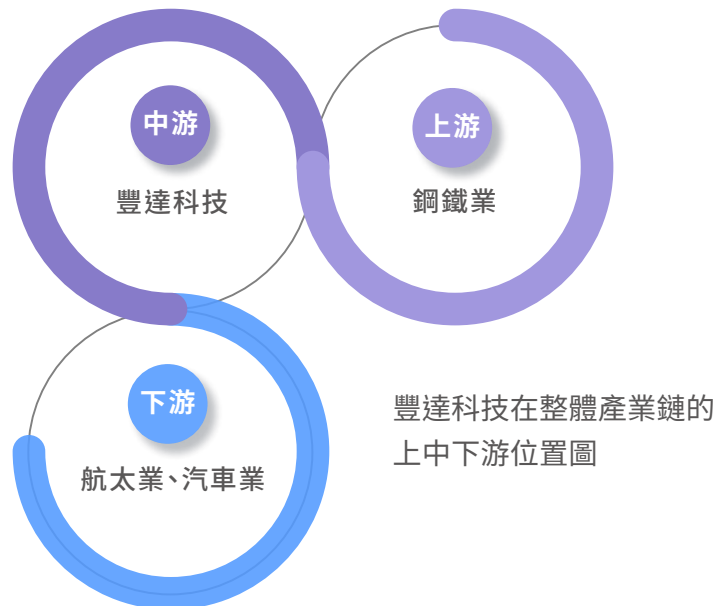 中游
豐達科技
上游
鋼鐵業
下游
航太業、汽車業
豐達科技在整體產業鏈的
上中下游位置圖